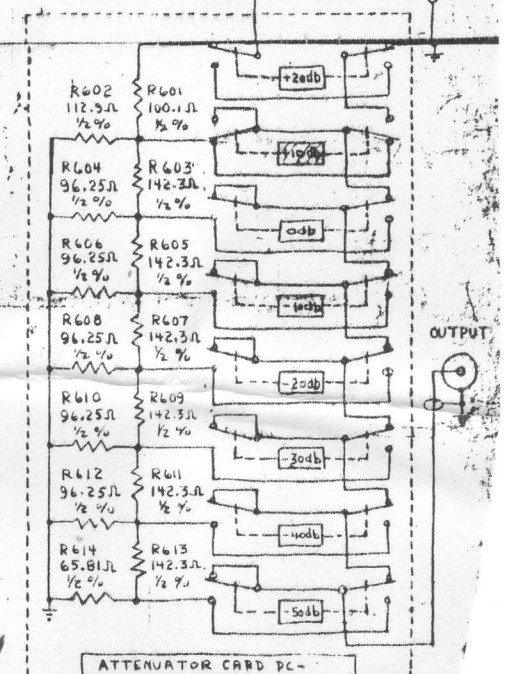 +20db
R602 R601
112.9Ω 100.1Ω
½ % ½ %
+10db
R604 R603
96.25Ω 142.3Ω
½ %
0db
R606 R605
96.25Ω 142.3Ω
½ % ½ %
-10db
OUTPUT
R608 R607
96.25Ω 142.3Ω
½ % ½ %
-20db
R610 R609
96.25Ω 142.3Ω
½ % ½ %
-30db
R612 R611
96.25Ω 142.3Ω
½ % ½ %
-40db
R614 R613
65.81Ω 142.3Ω
½ % ½ %
-50db
ATTENUATOR CARD PC-